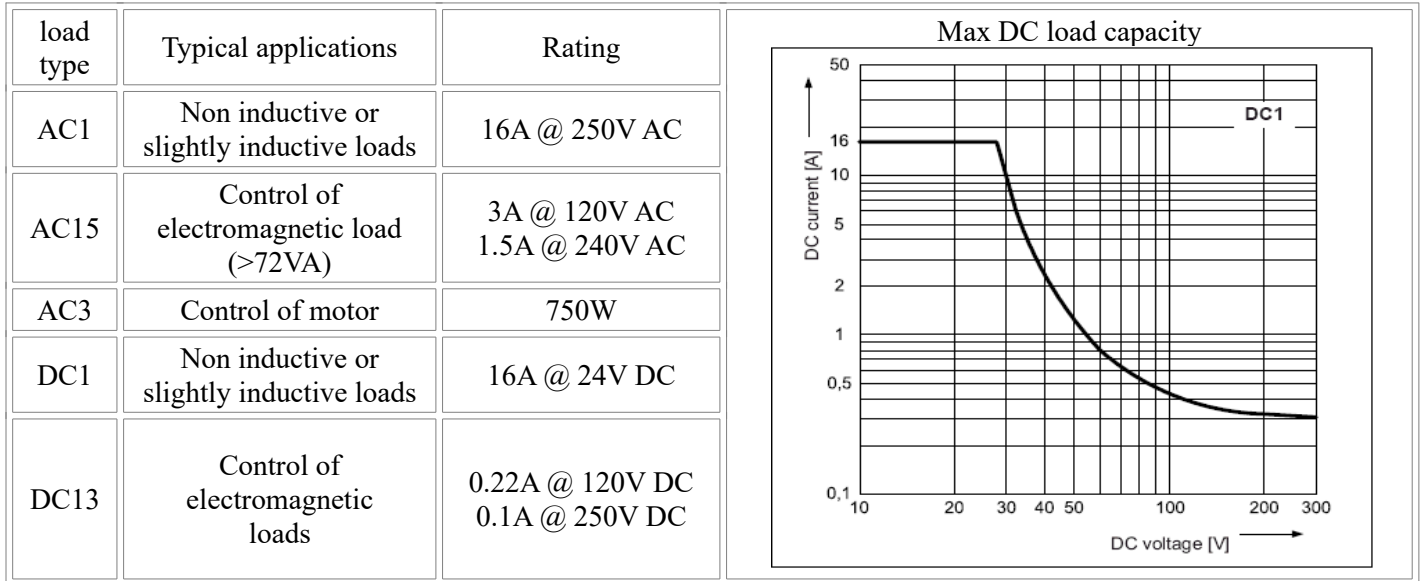 load
type
Typical applications
Rating
Max DC load capacity
AC1
Non inductive or
slightly inductive loads
16A @ 250V AC
AC15
Control of
electromagnetic load
(>72VA)
3A @ 120V AC
1.5A @ 240V AC
AC3
Control of motor
750W
DC1
Non inductive or
slightly inductive loads
16A @ 24V DC
DC13
Control of
electromagnetic
loads
0.22A @ 120V DC
0.1A @ 250V DC
DC current [A]
50
16
10
5
2
1
0,5
0,1
DC1
10 20 30 40 50 100 200 300
DC voltage [V]